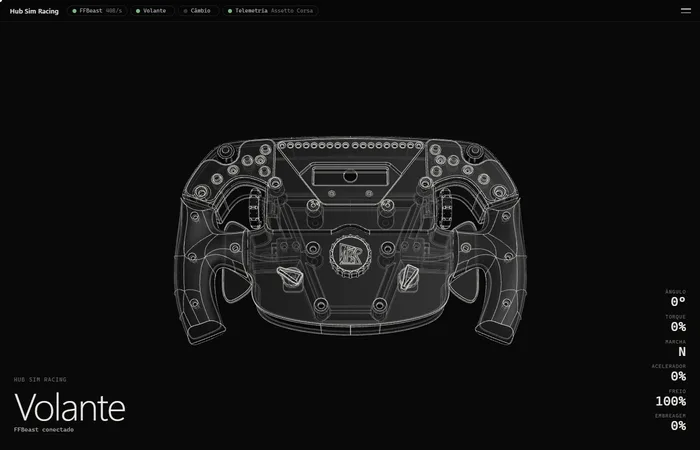 Hub Sim Racing
FFBeast 400/s
Volante
Câmbio
Telemetria Assetto Corsa
ÂNGULO
0°
TORQUE
0%
MARCHA
N
ACELERADOR
0%
FREIO
100%
EMBREAGEM
0%
HUB SIM RACING
Volante
FFBeast conectado